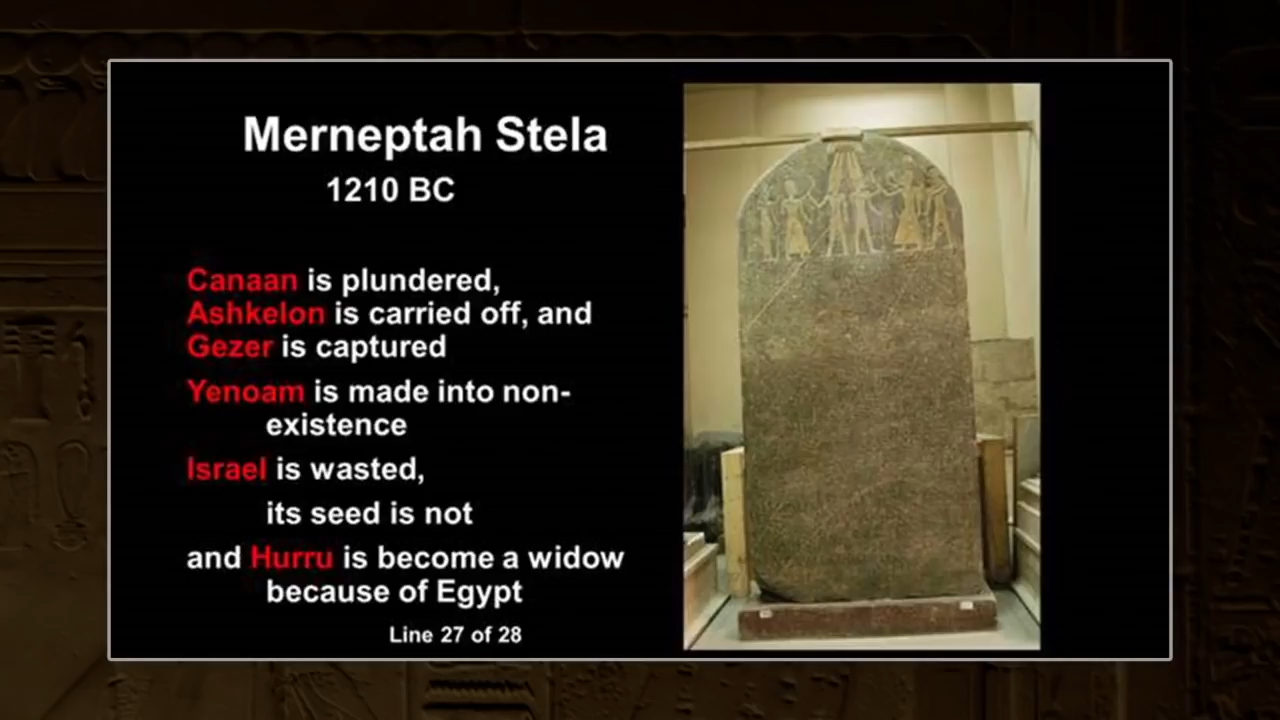 Merneptah Stela
1210 BC
Canaan is plundered,
Ashkelon is carried off, and
Gezer is captured
Yenoam is made into non-
existence
Israel is wasted,
its seed is not
and Hurru is become a widow
because of Egypt
Line 27 of 28